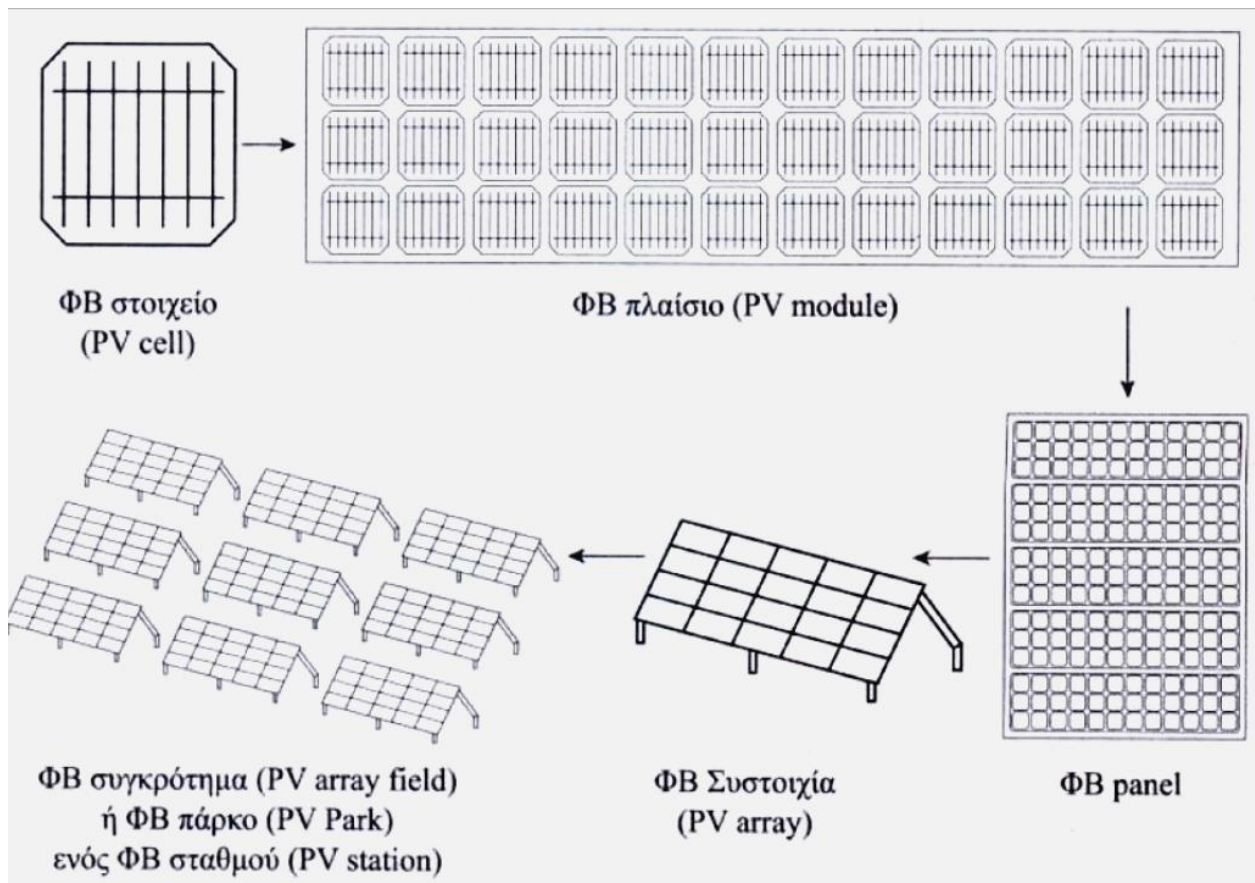 ΦΒ στοιχείο
(PV cell)
ΦΒ πλαίσιο (PV module)
ΦΒ panel
ΦΒ Συστοιχία
(PV array)
ΦΒ συγκρότημα (PV array field)
ή ΦΒ πάρκο (PV Park)
ενός ΦΒ σταθμού (PV station)